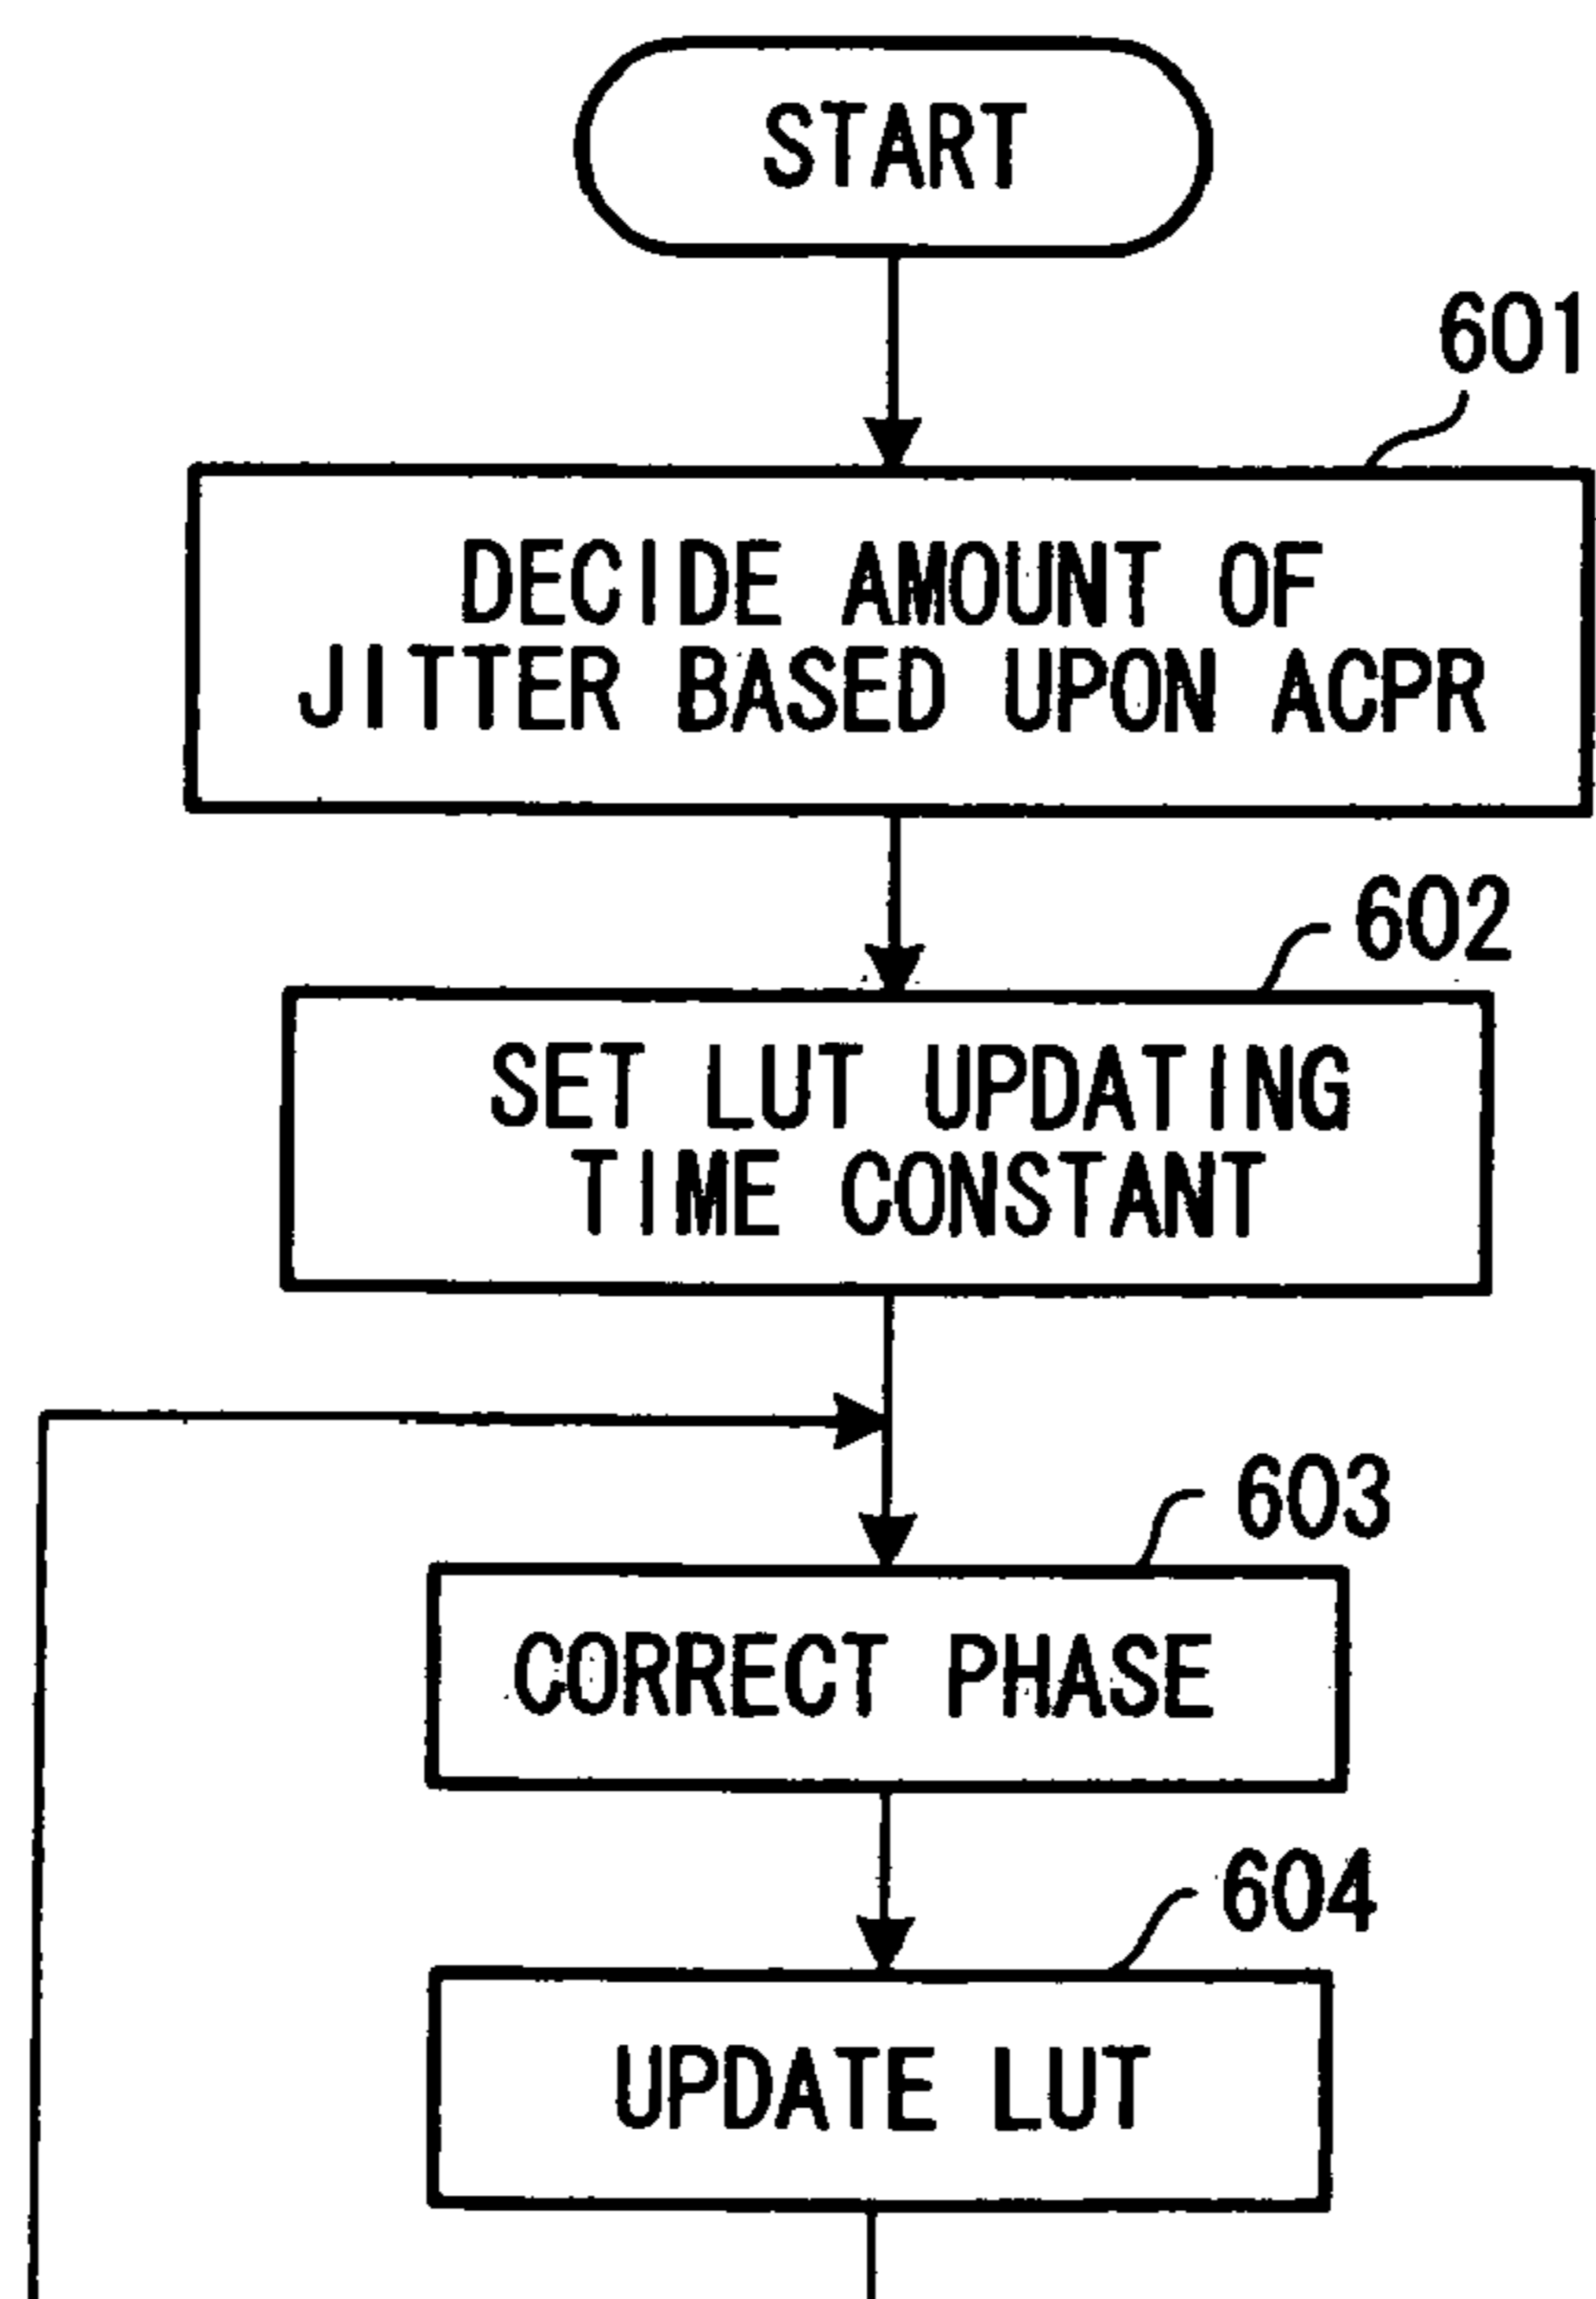 START
601
DECIDE AMOUNT OF
JITTER BASED UPON ACPR
602
SET LUT UPDATING
TIME CONSTANT
603
CORRECT PHASE
604
UPDATE LUT